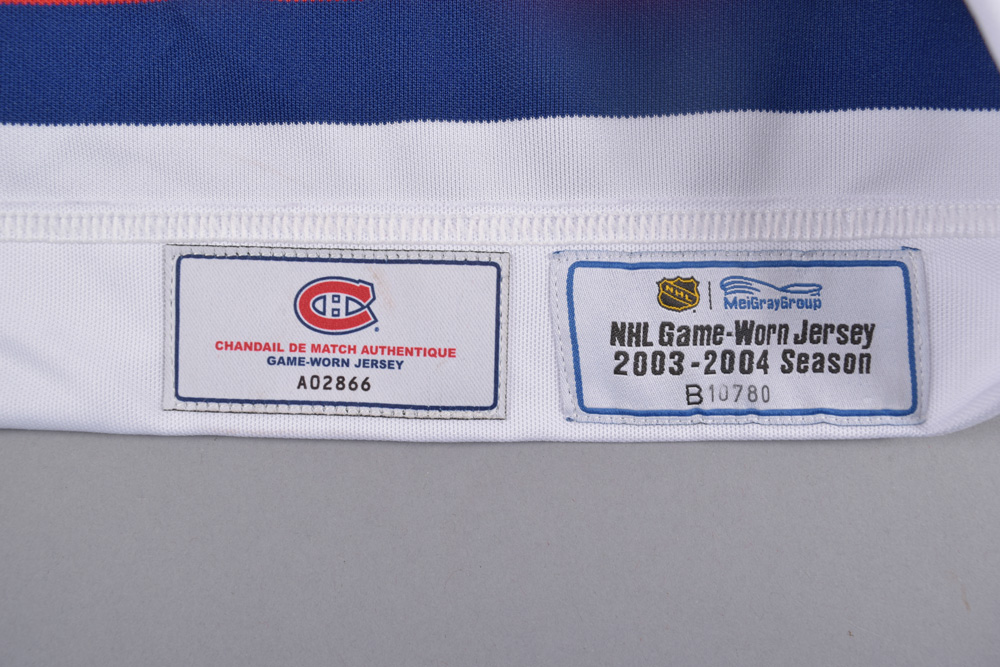 CHANDAIL DE MATCH AUTHENTIQUE
GAME-WORN JERSEY
A02866
NHL | MeiGrayGroup
NHL Game-Worn Jersey
2003-2004 Season
B10780